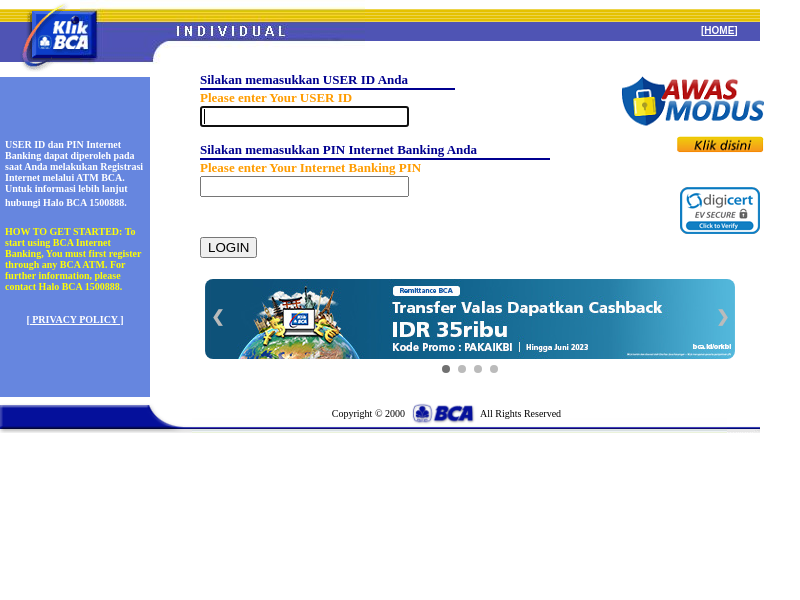 Klik
BCA
INDIVIDUAL
[HOME]
Silakan memasukkan USER ID Anda
Please enter Your USER ID
Silakan memasukkan PIN Internet Banking Anda
Please enter Your Internet Banking PIN
LOGIN
AWAS
MODUS
Klik disini
digicert
EV SECURE
Click to Verify
USER ID dan PIN Internet
Banking dapat diperoleh pada
saat Anda melakukan Registrasi
Internet melalui ATM BCA.
Untuk informasi lebih lanjut
hubungi Halo BCA 1500888.
HOW TO GET STARTED: To
start using BCA Internet
Banking, You must first register
through any BCA ATM. For
further information, please
contact Halo BCA 1500888.
[ PRIVACY POLICY ]
Remittance BCA
Transfer Valas Dapatkan Cashback
IDR 35ribu
Kode Promo : PAKAIKBI | Hingga Juni 2023
bca.id/orkbi
Copyright © 2000 BCA All Rights Reserved